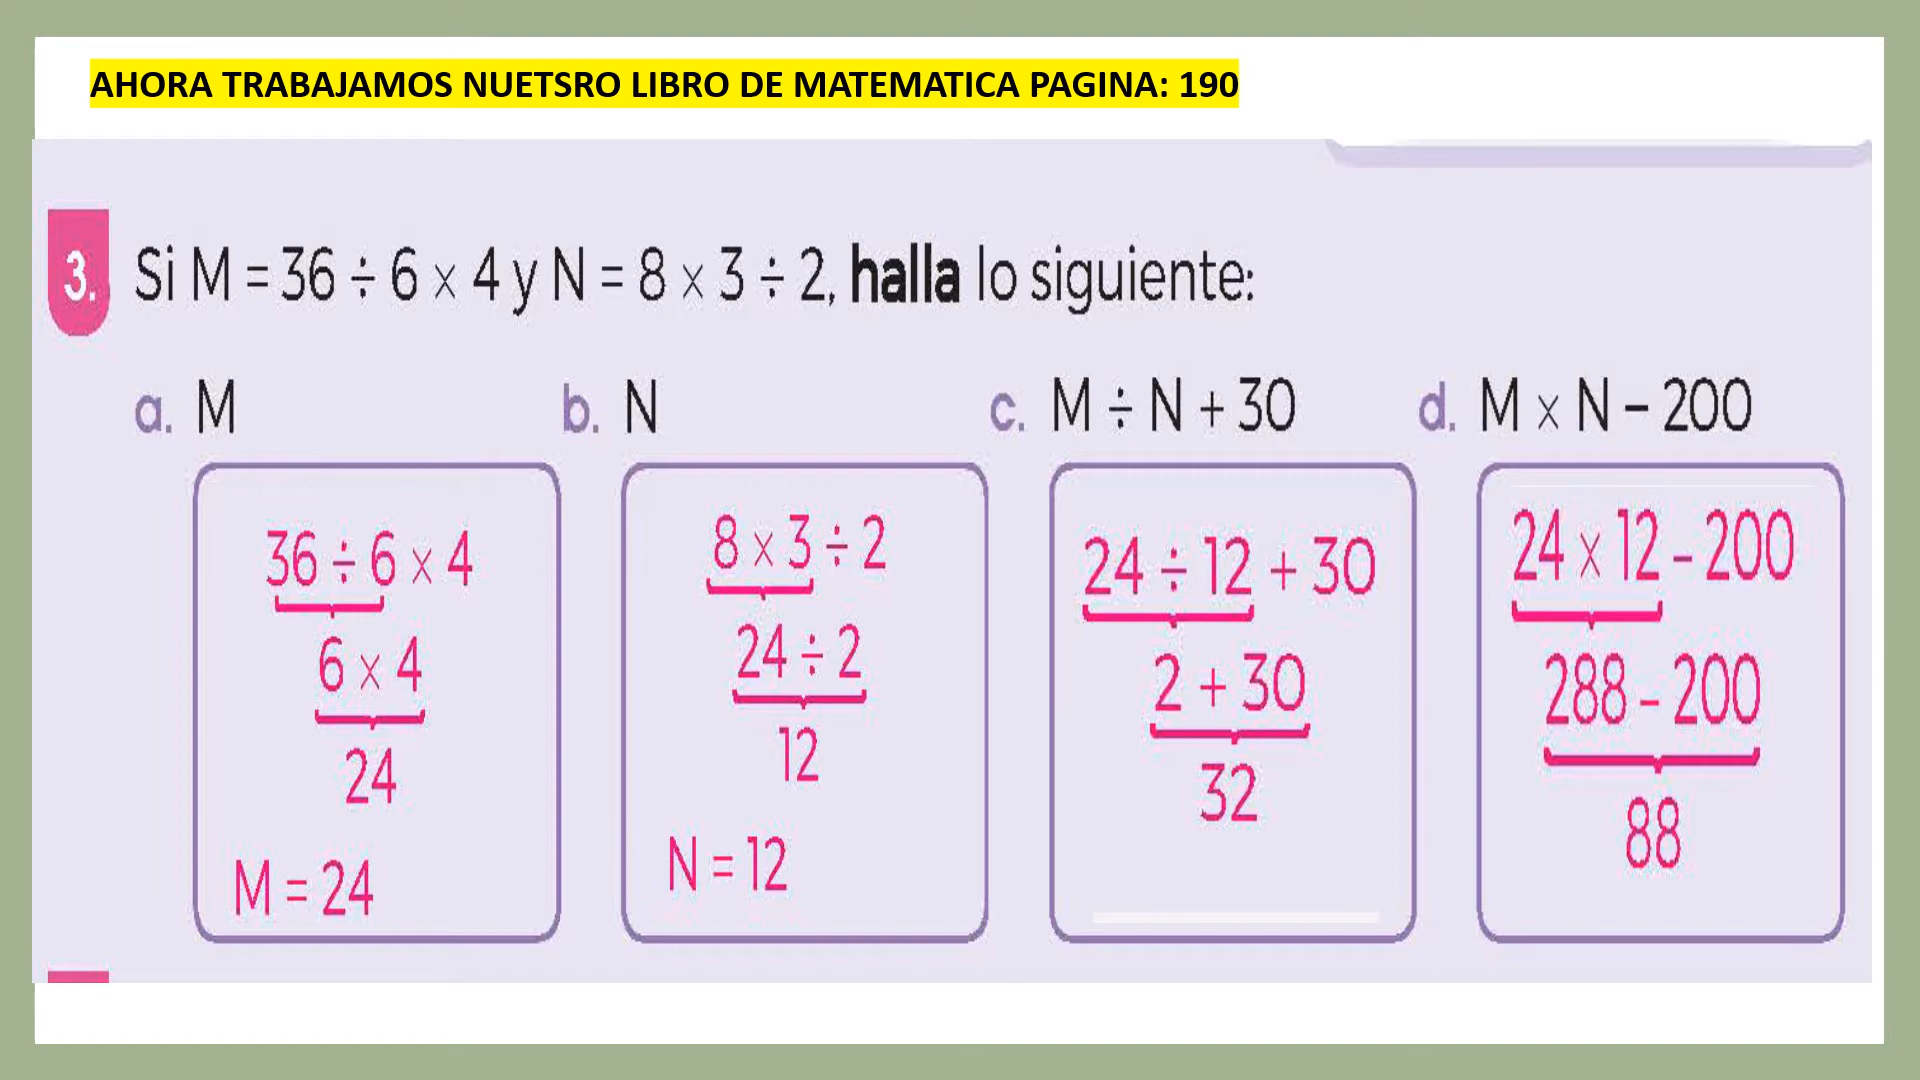 AHORA TRABAJAMOS NUETSRO LIBRO DE MATEMATICA PAGINA: 190
3. Si M = 36 ÷ 6 × 4 y N = 8 × 3 ÷ 2, halla lo siguiente:
a. M
36 ÷ 6 × 4
6 × 4
24
M = 24
b. N
8 × 3 ÷ 2
24 ÷ 2
12
N = 12
c. M ÷ N + 30
24 ÷ 12 + 30
2 + 30
32
d. M × N – 200
24 × 12 – 200
288 – 200
88